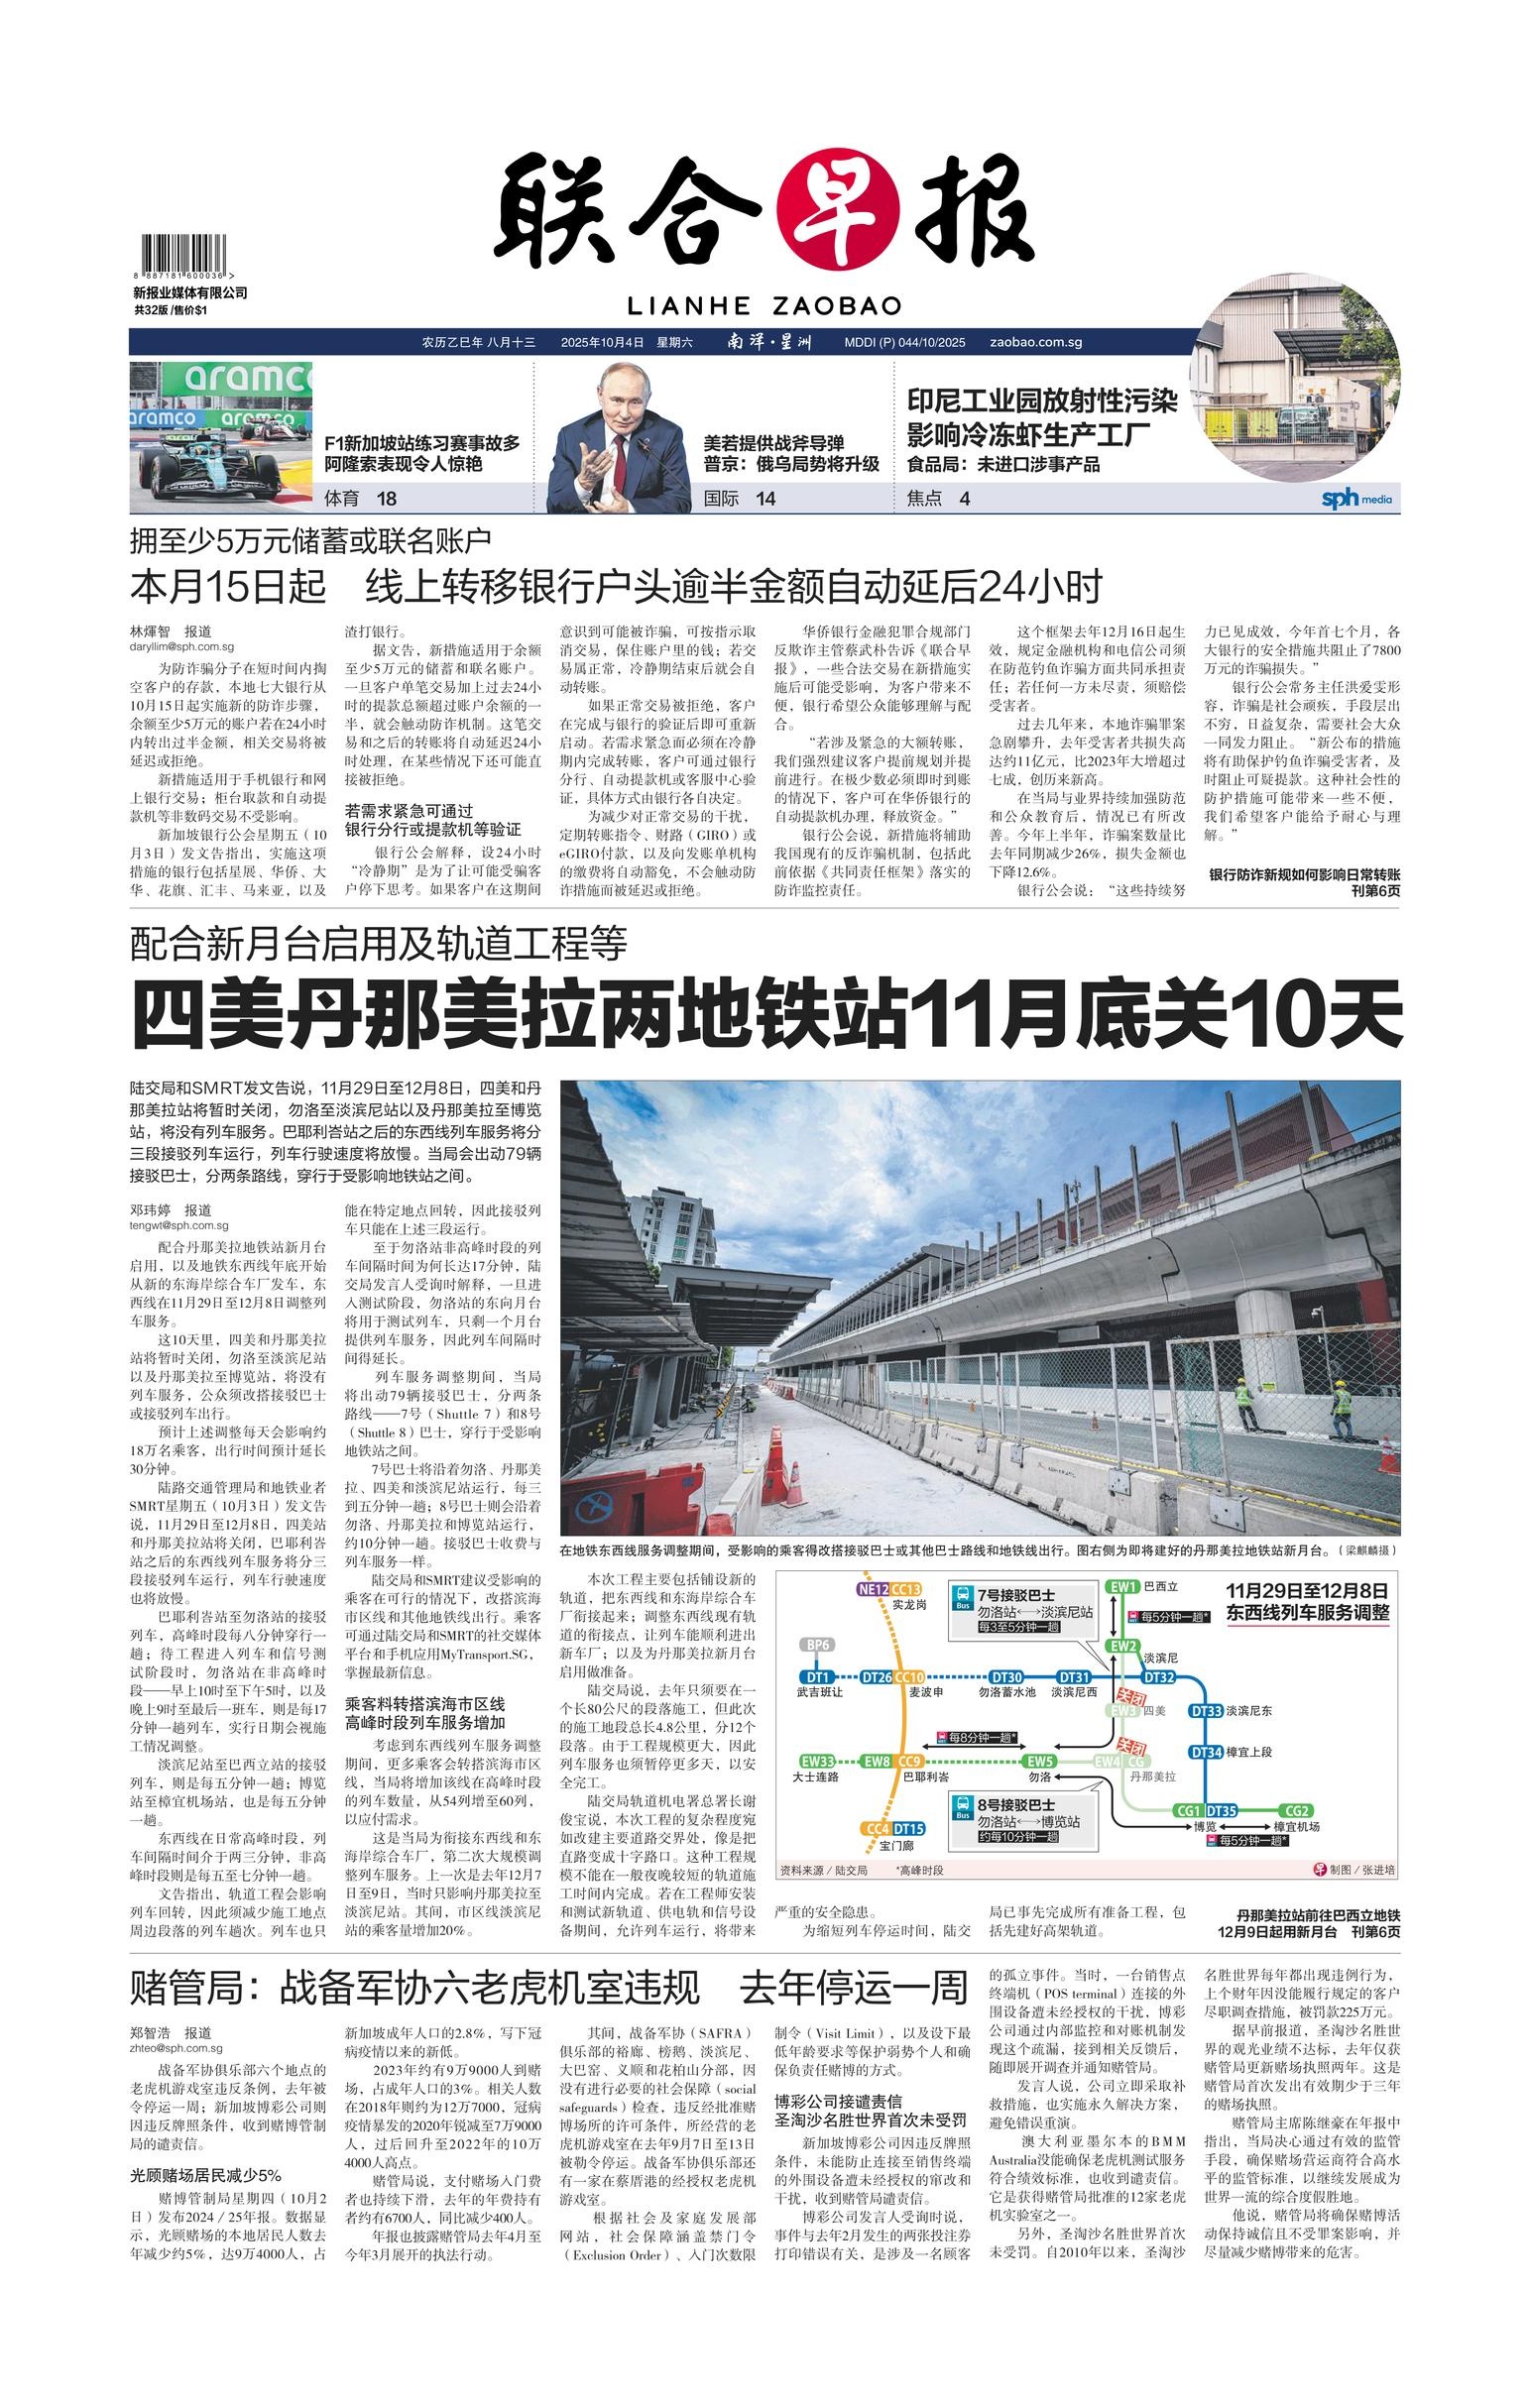 联合早报
LIANHE ZAOBAO
8 887181 600036 >
新报业媒体有限公司
共32版 /售价$1
农历乙巳年 八月十三 2025年10月4日 星期六 南洋·星洲 MDDI (P) 044/10/2025 zaobao.com.sg
aramco
aramco
aramco
F1新加坡站练习赛事故多
阿隆索表现令人惊艳
体育 18
美若提供战斧导弹
普京：俄乌局势将升级
国际 14
印尼工业园放射性污染
影响冷冻虾生产工厂
食品局：未进口涉事产品
焦点 4
sph media
拥至少5万元储蓄或联名账户
本月15日起 线上转移银行户头逾半金额自动延后24小时
林煇智 报道
daryllim@sph.com.sg
为防诈骗分子在短时间内掏
空客户的存款，本地七大银行从
10月15日起实施新的防诈步骤，
余额至少5万元的账户若在24小时
内转出过半金额，相关交易将被
延迟或拒绝。
新措施适用于手机银行和网
上银行交易；柜台取款和自动提
款机等非数码交易不受影响。
新加坡银行公会星期五（10
月3日）发文告指出，实施这项
措施的银行包括星展、华侨、大
华、花旗、汇丰、马来亚，以及
渣打银行。
据文告，新措施适用于余额
至少5万元的储蓄和联名账户。
一旦客户单笔交易加上过去24小
时的提款总额超过账户余额的一
半，就会触动防诈机制。这笔交
易和之后的转账将自动延迟24小
时处理，在某些情况下还可能直
接被拒绝。
若需求紧急可通过
银行分行或提款机等验证
银行公会解释，设24小时
“冷静期”是为了让可能受骗客
户停下思考。如果客户在这期间
意识到可能被诈骗，可按指示取
消交易，保住账户里的钱；若交
易属正常，冷静期结束后就会自
动转账。
如果正常交易被拒绝，客户
在完成与银行的验证后即可重新
启动。若需求紧急而必须在冷静
期内完成转账，客户可通过银行
分行、自动提款机或客服中心验
证，具体方式由银行各自决定。
为减少对正常交易的干扰，
定期转账指令、财路（GIRO）或
eGIRO付款，以及向发账单机构
的缴费将自动豁免，不会触动防
诈措施而被延迟或拒绝。
华侨银行金融犯罪合规部门
反欺诈主管蔡武朴告诉《联合早
报》，一些合法交易在新措施实
施后可能受影响，为客户带来不
便，银行希望公众能够理解与配
合。
“若涉及紧急的大额转账，
我们强烈建议客户提前规划并提
前进行。在极少数必须即时到账
的情况下，客户可在华侨银行的
自动提款机办理，释放资金。”
银行公会说，新措施将辅助
我国现有的反诈骗机制，包括此
前依据《共同责任框架》落实的
防诈监控责任。
这个框架去年12月16日起生
效，规定金融机构和电信公司须
在防范钓鱼诈骗方面共同承担责
任；若任何一方未尽责，须赔偿
受害者。
过去几年来，本地诈骗罪案
急剧攀升，去年受害者共损失高
达约11亿元，比2023年大增超过
七成，创历来新高。
在当局与业界持续加强防范
和公众教育后，情况已有所改
善。今年上半年，诈骗案数量比
去年同期减少26%，损失金额也
下降12.6%。
银行公会说：“这些持续努
力已见成效，今年首七个月，各
大银行的安全措施共阻止了7800
万元的诈骗损失。”
银行公会常务主任洪爱雯形
容，诈骗是社会顽疾，手段层出
不穷，日益复杂，需要社会大众
一同发力阻止。“新公布的措施
将有助保护钓鱼诈骗受害者，及
时阻止可疑提款。这种社会性的
防护措施可能带来一些不便，
我们希望客户能给予耐心与理
解。”
银行防诈新规如何影响日常转账
刊第6页
配合新月台启用及轨道工程等
四美丹那美拉两地铁站11月底关10天
陆交局和SMRT发文告说，11月29日至12月8日，四美和丹
那美拉站将暂时关闭，勿洛至淡滨尼站以及丹那美拉至博览
站，将没有列车服务。巴耶利峇站之后的东西线列车服务将分
三段接驳列车运行，列车行驶速度将放慢。当局会出动79辆
接驳巴士，分两条路线，穿行于受影响地铁站之间。
邓玮婷 报道
tengwt@sph.com.sg
配合丹那美拉地铁站新月台
启用，以及地铁东西线年底开始
从新的东海岸综合车厂发车，东
西线在11月29日至12月8日调整列
车服务。
这10天里，四美和丹那美拉
站将暂时关闭，勿洛至淡滨尼站
以及丹那美拉至博览站，将没有
列车服务，公众须改搭接驳巴士
或接驳列车出行。
预计上述调整每天会影响约
18万名乘客，出行时间预计延长
30分钟。
陆路交通管理局和地铁业者
SMRT星期五（10月3日）发文告
说，11月29日至12月8日，四美站
和丹那美拉站将关闭，巴耶利峇
站之后的东西线列车服务将分三
段接驳列车运行，列车行驶速度
也将放慢。
巴耶利峇站至勿洛站的接驳
列车，高峰时段每八分钟穿行一
趟；待工程进入列车和信号测
试阶段时，勿洛站在非高峰时
段——早上10时至下午5时，以及
晚上9时至最后一班车，则是每17
分钟一趟列车，实行日期会视施
工情况调整。
淡滨尼站至巴西立站的接驳
列车，则是每五分钟一趟；博览
站至樟宜机场站，也是每五分钟
一趟。
东西线在日常高峰时段，列
车间隔时间介于两三分钟，非高
峰时段则是每五至七分钟一趟。
文告指出，轨道工程会影响
列车回转，因此须减少施工地点
周边段落的列车趟次。列车也只
能在特定地点回转，因此接驳列
车只能在上述三段运行。
至于勿洛站非高峰时段的列
车间隔时间为何长达17分钟，陆
交局发言人受询时解释，一旦进
入测试阶段，勿洛站的东向月台
将用于测试列车，只剩一个月台
提供列车服务，因此列车间隔时
间得延长。
列车服务调整期间，当局
将出动79辆接驳巴士，分两条
路线——7号（Shuttle 7）和8号
（Shuttle 8）巴士，穿行于受影响
地铁站之间。
7号巴士将沿着勿洛、丹那美
拉、四美和淡滨尼站运行，每三
到五分钟一趟；8号巴士则会沿着
勿洛、丹那美拉和博览站运行，
约10分钟一趟。接驳巴士收费与
列车服务一样。
陆交局和SMRT建议受影响的
乘客在可行的情况下，改搭滨海
市区线和其他地铁线出行。乘客
可通过陆交局和SMRT的社交媒体
平台和手机应用MyTransport.SG，
掌握最新信息。
乘客料转搭滨海市区线
高峰时段列车服务增加
考虑到东西线列车服务调整
期间，更多乘客会转搭滨海市区
线，当局将增加该线在高峰时段
的列车数量，从54列增至60列，
以应付需求。
这是当局为衔接东西线和东
海岸综合车厂，第二次大规模调
整列车服务。上一次是去年12月7
日至9日，当时只影响丹那美拉至
淡滨尼站。其间，市区线淡滨尼
站的乘客量增加20%。
在地铁东西线服务调整期间，受影响的乘客得改搭接驳巴士或其他巴士路线和地铁线出行。图右侧为即将建好的丹那美拉地铁站新月台。（梁麒麟摄）
本次工程主要包括铺设新的
轨道，把东西线和东海岸综合车
厂衔接起来；调整东西线现有轨
道的衔接点，让列车能顺利进出
新车厂；以及为丹那美拉新月台
启用做准备。
陆交局说，去年只须要在一
个长80公尺的段落施工，但此次
的施工地段总长4.8公里，分12个
段落。由于工程规模更大，因此
列车服务也须暂停更多天，以安
全完工。
陆交局轨道机电署总署长谢
俊宝说，本次工程的复杂程度宛
如改建主要道路交界处，像是把
直路变成十字路口。这种工程规
模不能在一般夜晚较短的轨道施
工时间内完成。若在工程师安装
和测试新轨道、供电轨和信号设
备期间，允许列车运行，将带来
11月29日至12月8日
东西线列车服务调整
NE12 CC13
实龙岗
Bus 7号接驳巴士
勿洛站⟷淡滨尼站
每3至5分钟一趟
EW1 巴西立
每5分钟一趟*
EW2
淡滨尼
BP6
DT1 DT26 CC10 DT30 DT31 DT32
武吉班让 麦波申 勿洛蓄水池 淡滨尼西
关闭
EW3 四美
DT33 淡滨尼东
DT34 樟宜上段
每8分钟一趟*
关闭
EW33 EW8 CC9 EW5 EW4 CG
大士连路 巴耶利峇 勿洛 丹那美拉
Bus 8号接驳巴士
勿洛站⟷博览站
约每10分钟一趟
CG1 DT35 CG2
博览 樟宜机场
每5分钟一趟*
CC4 DT15
宝门廊
资料来源 / 陆交局 *高峰时段 早 制图 / 张进培
严重的安全隐患。
为缩短列车停运时间，陆交
局已事先完成所有准备工程，包
括先建好高架轨道。
丹那美拉站前往巴西立地铁
12月9日起用新月台 刊第6页
赌管局：战备军协六老虎机室违规 去年停运一周
郑智浩 报道
zhteo@sph.com.sg
战备军协俱乐部六个地点的
老虎机游戏室违反条例，去年被
令停运一周；新加坡博彩公司则
因违反牌照条件，收到赌博管制
局的谴责信。
光顾赌场居民减少5%
赌博管制局星期四（10月2
日）发布2024／25年报。数据显
示，光顾赌场的本地居民人数去
年减少约5%，达9万4000人，占
新加坡成年人口的2.8%，写下冠
病疫情以来的新低。
2023年约有9万9000人到赌
场，占成年人口的3%。相关人数
在2018年则约为12万7000，冠病
疫情暴发的2020年锐减至7万9000
人，过后回升至2022年的10万
4000人高点。
赌管局说，支付赌场入门费
者也持续下滑，去年的年费持有
者约有6700人，同比减少400人。
年报也披露赌管局去年4月至
今年3月展开的执法行动。
其间，战备军协（SAFRA）
俱乐部的裕廊、榜鹅、淡滨尼、
大巴窑、义顺和花柏山分部，因
没有进行必要的社会保障（social
safeguards）检查，违反经批准赌
博场所的许可条件，所经营的老
虎机游戏室在去年9月7日至13日
被勒令停运。战备军协俱乐部还
有一家在蔡厝港的经授权老虎机
游戏室。
根据社会及家庭发展部
网站，社会保障涵盖禁门令
（Exclusion Order）、入门次数限
制令（Visit Limit），以及设下最
低年龄要求等保护弱势个人和确
保负责任赌博的方式。
博彩公司接谴责信
圣淘沙名胜世界首次未受罚
新加坡博彩公司因违反牌照
条件，未能防止连接至销售终端
的外围设备遭未经授权的窜改和
干扰，收到赌管局谴责信。
博彩公司发言人受询时说，
事件与去年2月发生的两张投注券
打印错误有关，是涉及一名顾客
的孤立事件。当时，一台销售点
终端机（POS terminal）连接的外
围设备遭未经授权的干扰，博彩
公司通过内部监控和对账机制发
现这个疏漏，接到相关反馈后，
随即展开调查并通知赌管局。
发言人说，公司立即采取补
救措施，也实施永久解决方案，
避免错误重演。
澳大利亚墨尔本的BMM
Australia没能确保老虎机测试服务
符合绩效标准，也收到谴责信。
它是获得赌管局批准的12家老虎
机实验室之一。
另外，圣淘沙名胜世界首次
未受罚。自2010年以来，圣淘沙
名胜世界每年都出现违例行为，
上个财年因没能履行规定的客户
尽职调查措施，被罚款225万元。
据早前报道，圣淘沙名胜世
界的观光业绩不达标，去年仅获
赌管局更新赌场执照两年。这是
赌管局首次发出有效期少于三年
的赌场执照。
赌管局主席陈继豪在年报中
指出，当局决心通过有效的监管
手段，确保赌场营运商符合高水
平的监管标准，以继续发展成为
世界一流的综合度假胜地。
他说，赌管局将确保赌博活
动保持诚信且不受罪案影响，并
尽量减少赌博带来的危害。